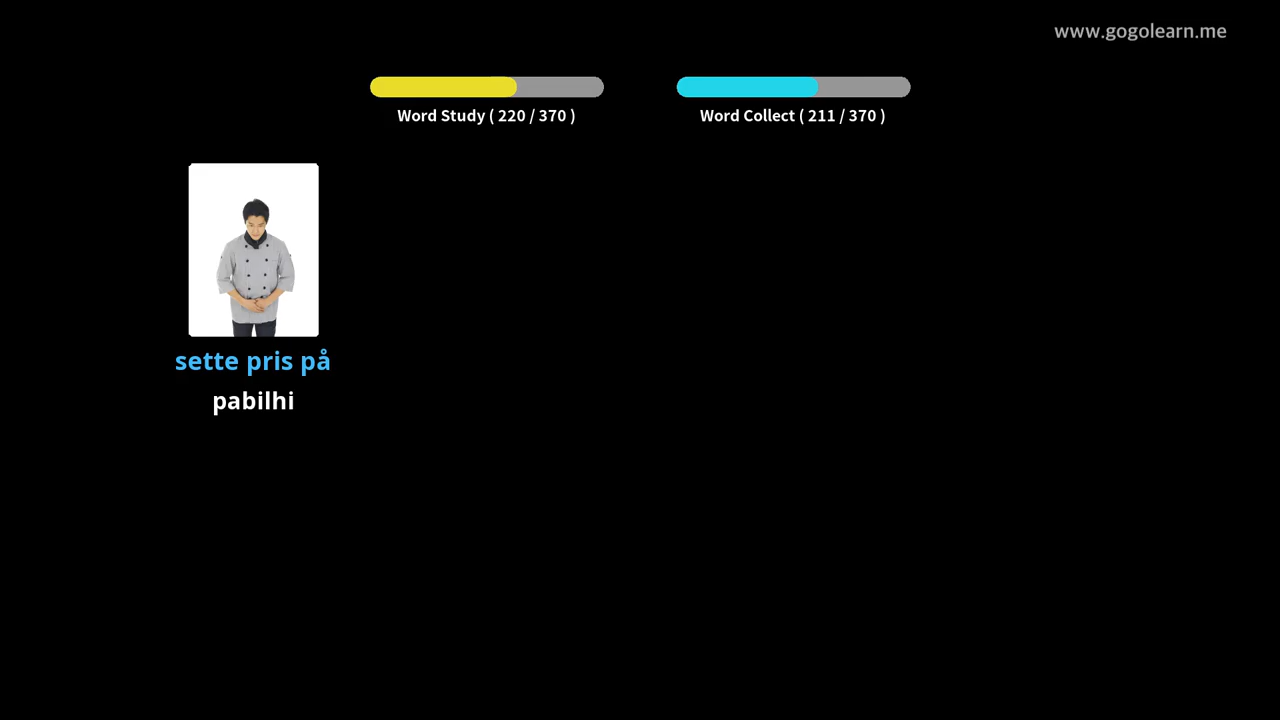 www.gogolearn.me
Word Study ( 220 / 370 )
Word Collect ( 211 / 370 )
sette pris på
pabilhi